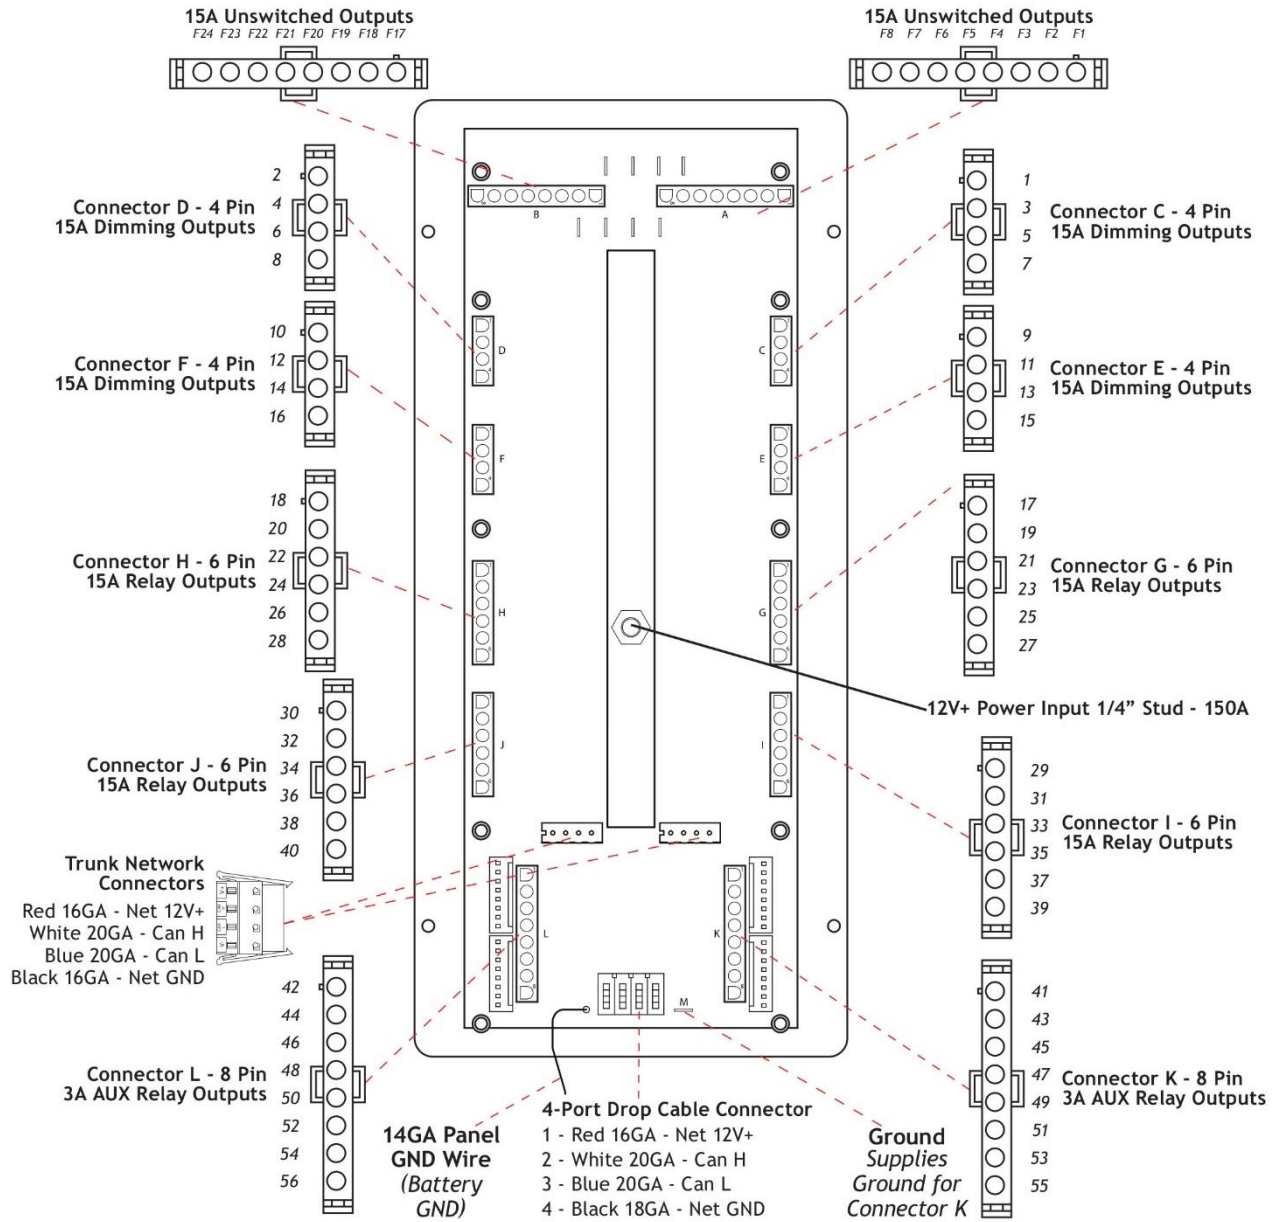 15A Unswitched Outputs
F24 F23 F22 F21 F20 F19 F18 F17
15A Unswitched Outputs
F8 F7 F6 F5 F4 F3 F2 F1
B
A
Connector D - 4 Pin
15A Dimming Outputs
2
4
6
8
Connector C - 4 Pin
15A Dimming Outputs
1
3
5
7
D
C
Connector F - 4 Pin
15A Dimming Outputs
10
12
14
16
Connector E - 4 Pin
15A Dimming Outputs
9
11
13
15
F
E
Connector H - 6 Pin
15A Relay Outputs
18
20
22
24
26
28
Connector G - 6 Pin
15A Relay Outputs
17
19
21
23
25
27
H
G
12V+ Power Input 1/4” Stud - 150A
Connector J - 6 Pin
15A Relay Outputs
30
32
34
36
38
40
J
I
Connector I - 6 Pin
15A Relay Outputs
29
31
33
35
37
39
Trunk Network
Connectors
Red 16GA - Net 12V+
White 20GA - Can H
Blue 20GA - Can L
Black 16GA - Net GND
L
K
M
Connector L - 8 Pin
3A AUX Relay Outputs
42
44
46
48
50
52
54
56
Connector K - 8 Pin
3A AUX Relay Outputs
41
43
45
47
49
51
53
55
14GA Panel
GND Wire
(Battery
GND)
4-Port Drop Cable Connector
1 - Red 16GA - Net 12V+
2 - White 20GA - Can H
3 - Blue 20GA - Can L
4 - Black 18GA - Net GND
Ground
Supplies
Ground for
Connector K